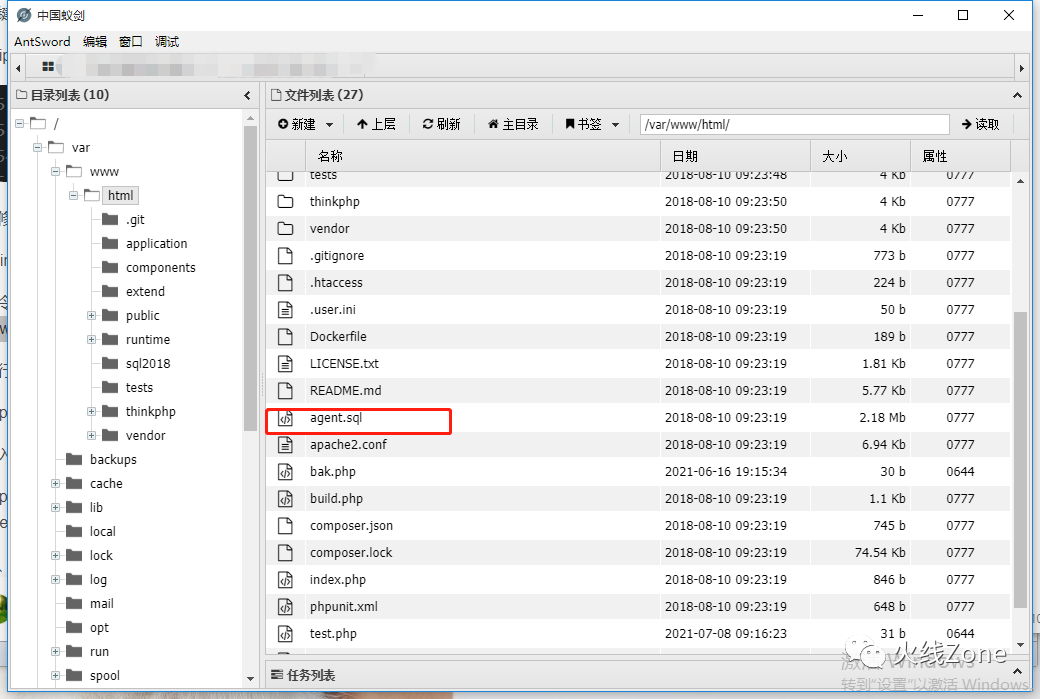 中国蚁剑
AntSword 编辑 窗口 调试
目录列表 (10)
/
var
www
html
.git
application
components
extend
public
runtime
sql2018
tests
thinkphp
vendor
backups
cache
lib
local
lock
log
mail
opt
run
spool
文件列表 (27)
新建 上层 刷新 主目录 书签 /var/www/html/ 读取
名称 日期 大小 属性
tests 2018-08-10 09:23:48 4 Kb 0777
thinkphp 2018-08-10 09:23:50 4 Kb 0777
vendor 2018-08-10 09:23:50 4 Kb 0777
.gitignore 2018-08-10 09:23:19 773 b 0777
.htaccess 2018-08-10 09:23:19 224 b 0777
.user.ini 2018-08-10 09:23:19 50 b 0777
Dockerfile 2018-08-10 09:23:19 189 b 0777
LICENSE.txt 2018-08-10 09:23:19 1.81 Kb 0777
README.md 2018-08-10 09:23:19 5.77 Kb 0777
agent.sql 2018-08-10 09:23:19 2.18 Mb 0777
apache2.conf 2018-08-10 09:23:19 6.94 Kb 0777
bak.php 2021-06-16 19:15:34 30 b 0644
build.php 2018-08-10 09:23:19 1.1 Kb 0777
composer.json 2018-08-10 09:23:19 745 b 0777
composer.lock 2018-08-10 09:23:19 74.54 Kb 0777
index.php 2018-08-10 09:23:19 846 b 0777
phpunit.xml 2018-08-10 09:23:19 648 b 0777
test.php 2021-07-08 09:16:23 31 b 0644
任务列表
火线Zone
激活 Windows
转到"设置"以激活 Windows